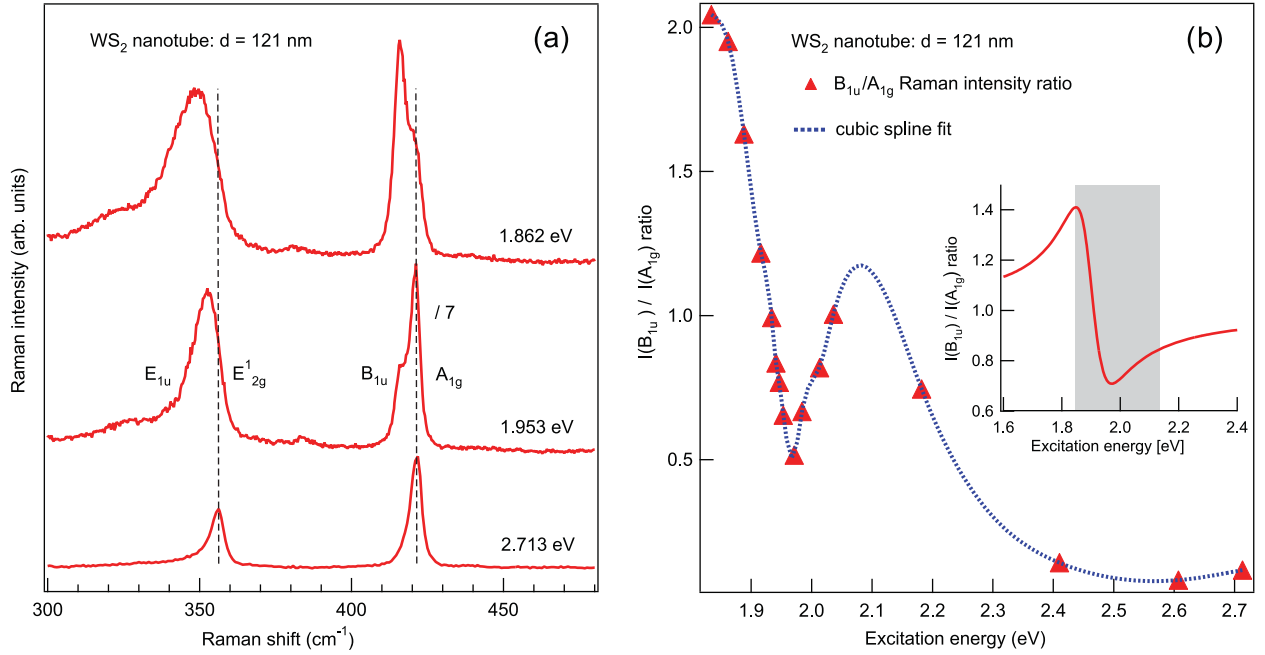 (a)
WS₂ nanotube: d = 121 nm
Raman intensity (arb. units)
1.862 eV
/ 7
E₁ᵤ
E¹₂g
B₁ᵤ
A₁g
1.953 eV
2.713 eV
300
350
400
450
Raman shift (cm⁻¹)
(b)
WS₂ nanotube: d = 121 nm
B₁ᵤ/A₁g Raman intensity ratio
cubic spline fit
I(B₁ᵤ) / I(A₁g) ratio
2.0
1.5
1.0
0.5
1.9
2.0
2.1
2.2
2.3
2.4
2.5
2.6
2.7
Excitation energy (eV)
I(B₁ᵤ) / I(A₁g) ratio
1.4
1.2
1.0
0.8
0.6
1.6
1.8
2.0
2.2
2.4
Excitation energy [eV]